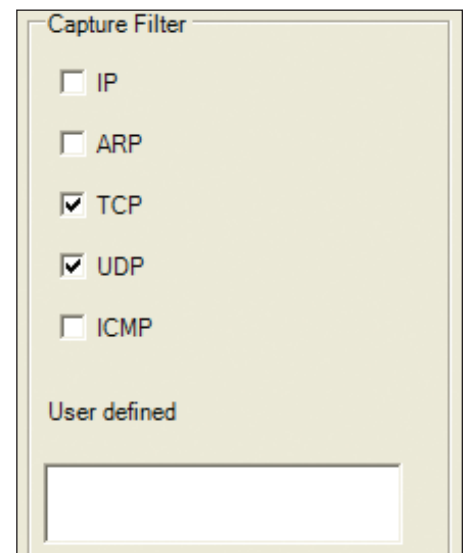 Capture Filter
IP
ARP
TCP
UDP
ICMP
User defined